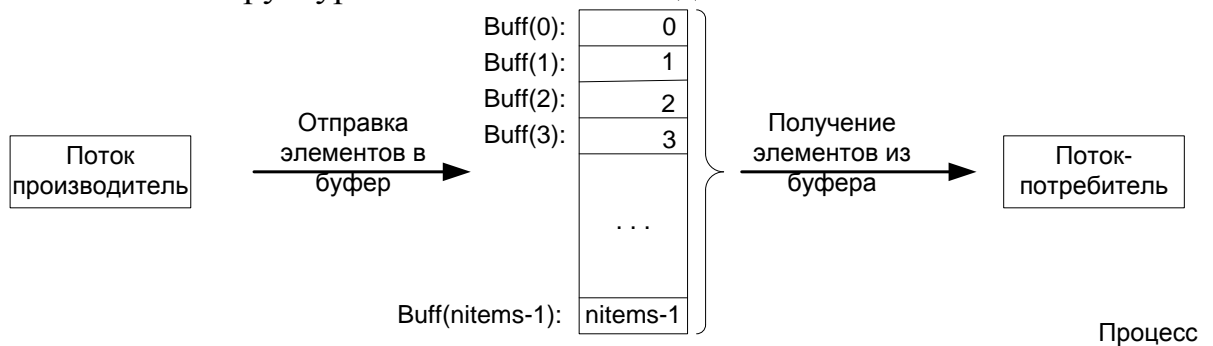 Buff(0): 0
Buff(1): 1
Buff(2): 2
Buff(3): 3
. . .
Buff(nitems-1): nitems-1
Поток
производитель
Отправка
элементов в
буфер
Получение
элементов из
буфера
Поток-
потребитель
Процесс